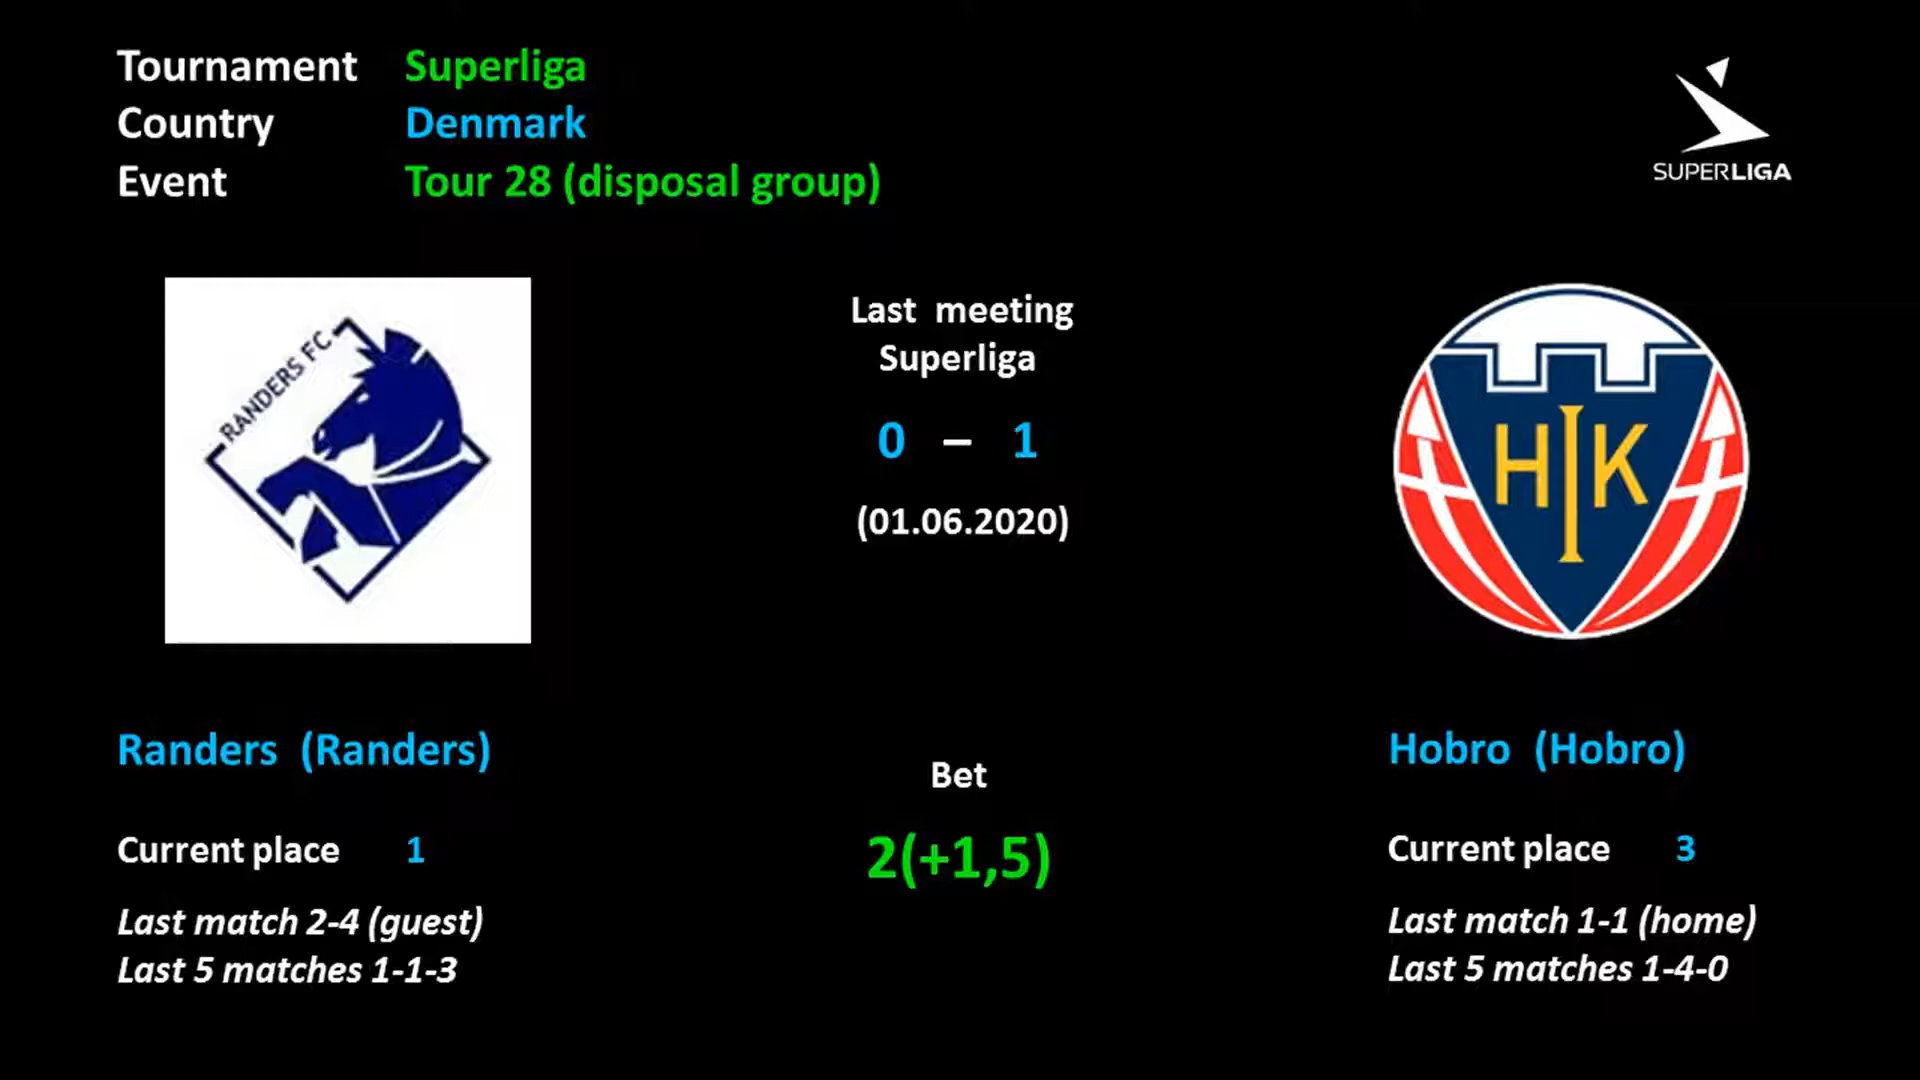 Tournament Superliga
Country Denmark
Event Tour 28 (disposal group)
SUPERLIGA
RANDERS FC
Last meeting
Superliga
0 – 1
(01.06.2020)
HIK
Randers (Randers)
Hobro (Hobro)
Bet
2(+1,5)
Current place 1
Last match 2-4 (guest)
Last 5 matches 1-1-3
Current place 3
Last match 1-1 (home)
Last 5 matches 1-4-0